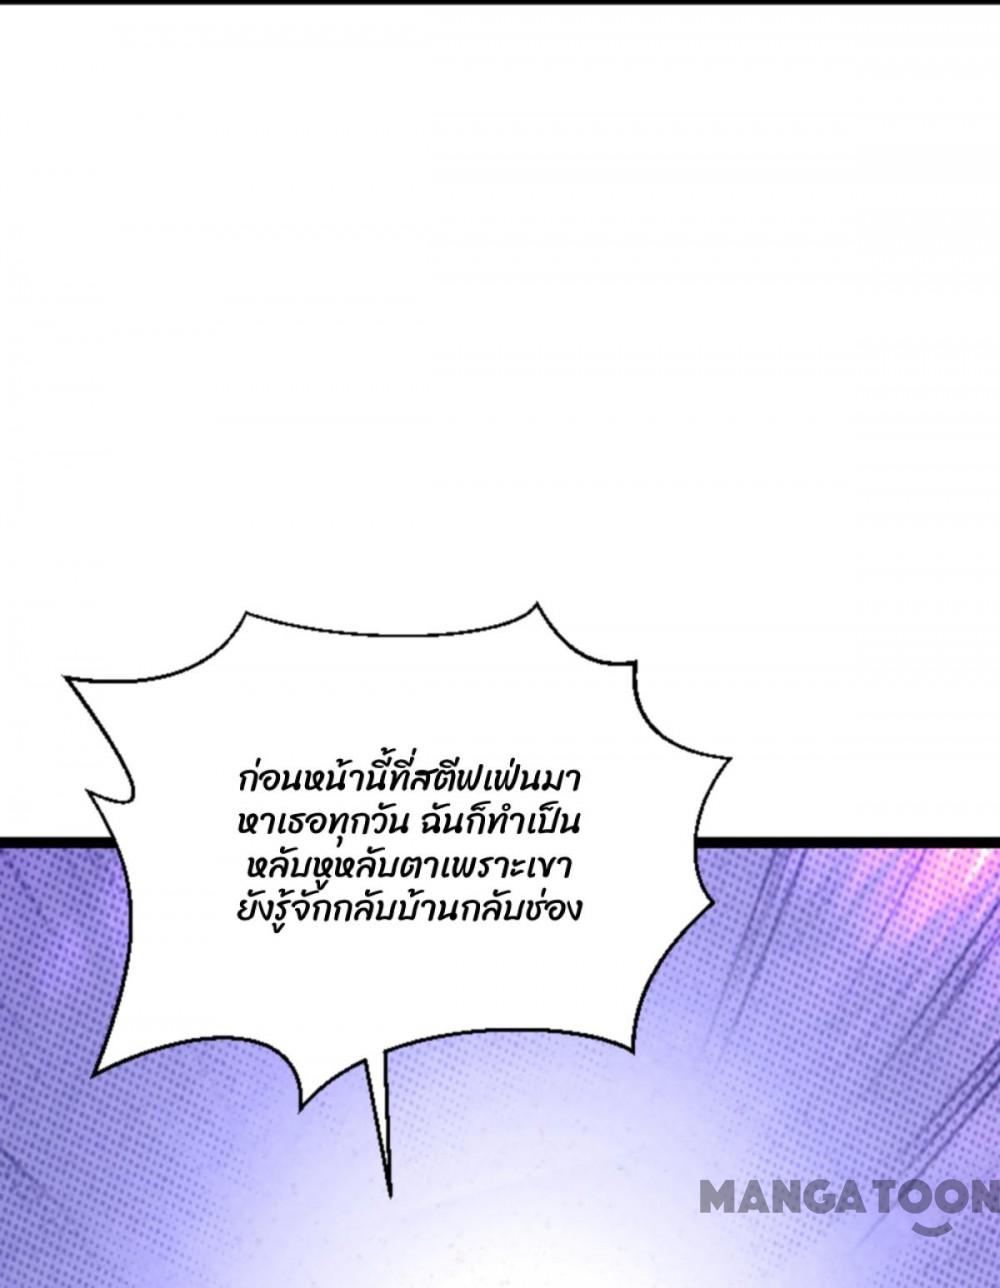 ก่อนหน้านี้ที่สตีฟเฟ่นมา
หาเธอทุกวัน ฉันก็ทำเป็น
หลับหูหลับตาเพราะเขา
ยังรู้จักกลับบ้านกลับช่อง
MANGATOON